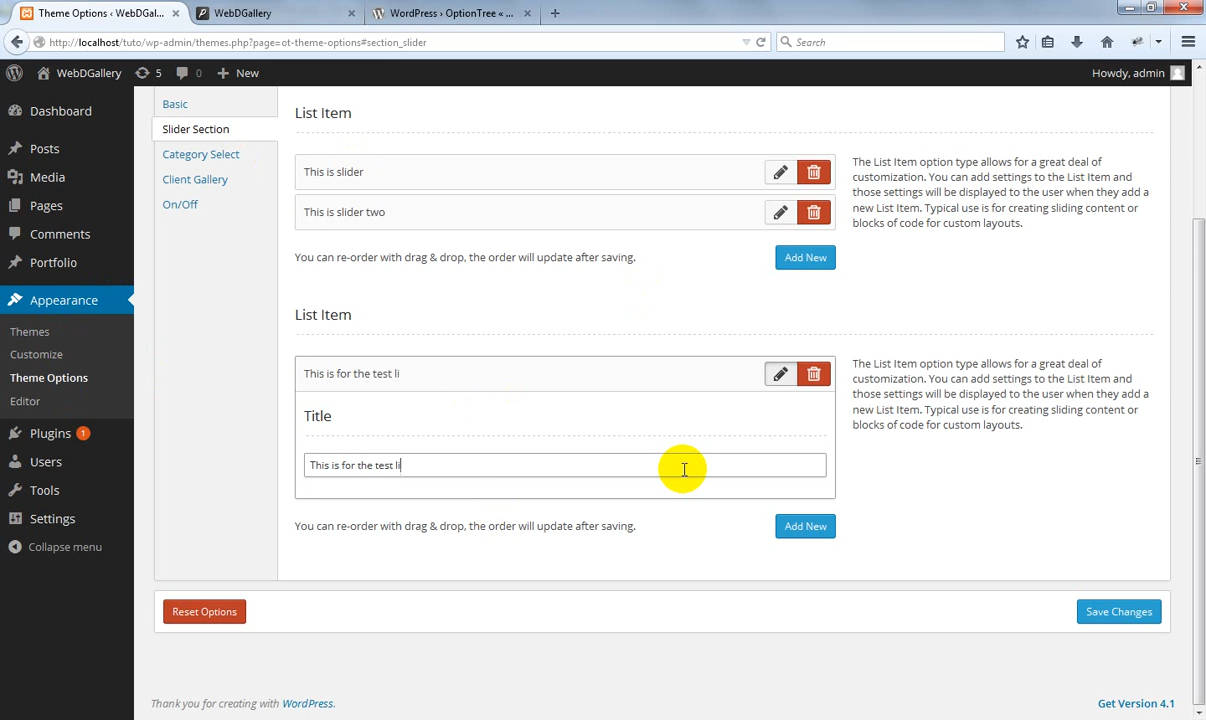 Theme Options ‹ WebDGal...
WebDGallery
WordPress › OptionTree « ...
http://localhost/tuto/wp-admin/themes.php?page=ot-theme-options#section_slider
Search
WebDGallery
5
0
New
Howdy, admin
Dashboard
Posts
Media
Pages
Comments
Portfolio
Appearance
Themes
Customize
Theme Options
Editor
Plugins 1
Users
Tools
Settings
Collapse menu
Basic
Slider Section
Category Select
Client Gallery
On/Off
List Item
This is slider
This is slider two
You can re-order with drag & drop, the order will update after saving.
Add New
The List Item option type allows for a great deal of
customization. You can add settings to the List Item and
those settings will be displayed to the user when they add a
new List Item. Typical use is for creating sliding content or
blocks of code for custom layouts.
List Item
This is for the test li
Title
This is for the test li
You can re-order with drag & drop, the order will update after saving.
Add New
The List Item option type allows for a great deal of
customization. You can add settings to the List Item and
those settings will be displayed to the user when they add a
new List Item. Typical use is for creating sliding content or
blocks of code for custom layouts.
Reset Options
Save Changes
Thank you for creating with WordPress.
Get Version 4.1